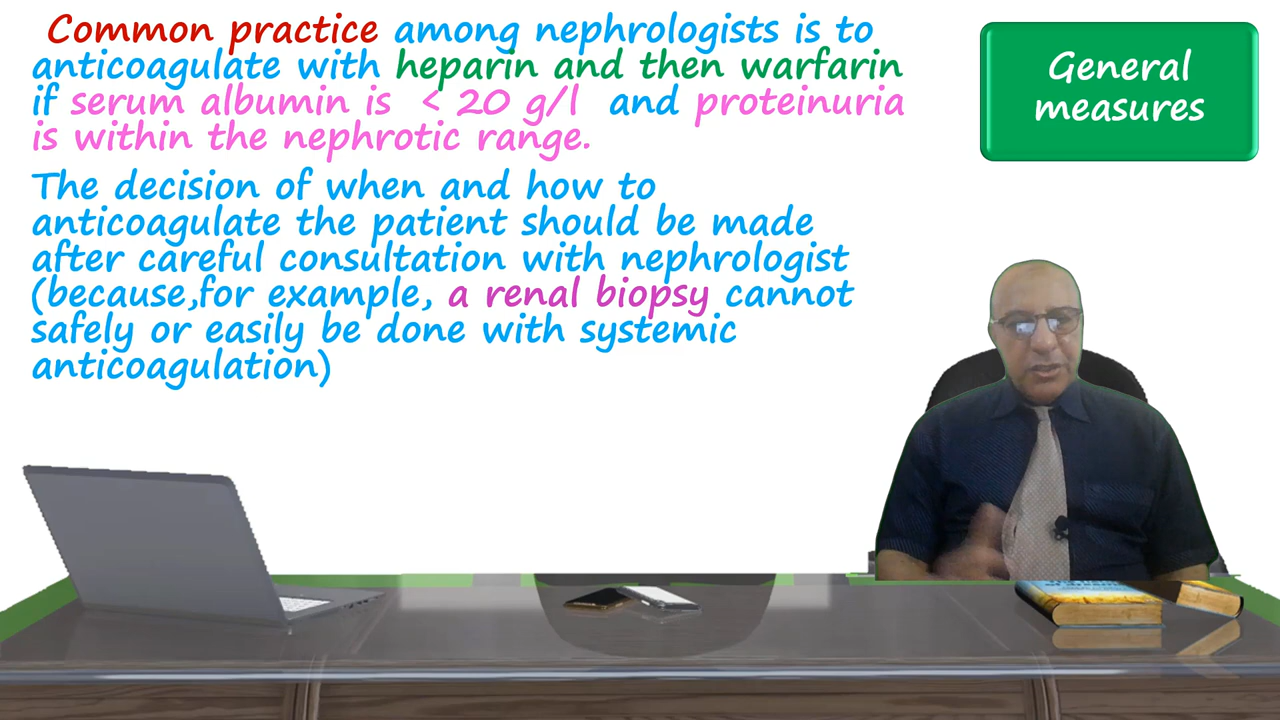 Common practice among nephrologists is to
anticoagulate with heparin and then warfarin
if serum albumin is < 20 g/l and proteinuria
is within the nephrotic range.
The decision of when and how to
anticoagulate the patient should be made
after careful consultation with nephrologist
(because,for example, a renal biopsy cannot
safely or easily be done with systemic
anticoagulation)
General
measures